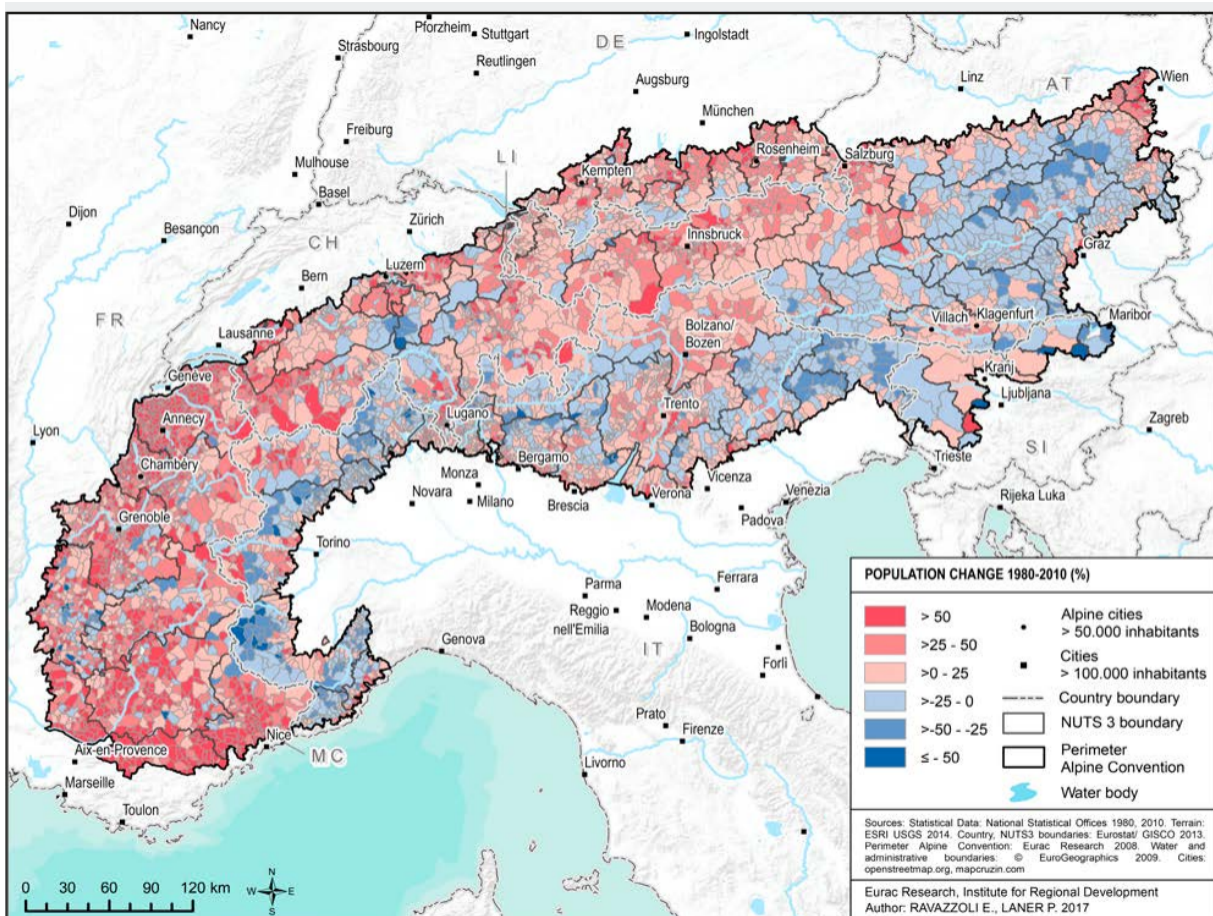 Nancy
Pforzheim
Stuttgart
DE
Ingolstadt
Strasbourg
Reutlingen
Augsburg
Linz
Wien
AT
München
Freiburg
LI
Rosenheim
Salzburg
Mulhouse
Kempten
Basel
Dijon
Zürich
Besançon
CH
Innsbruck
Graz
Luzern
Bern
FR
Villach
Klagenfurt
Maribor
Lausanne
Bolzano/
Bozen
Kranj
Genève
Ljubljana
Annecy
Lugano
Trento
Zagreb
Lyon
SI
Chambéry
Bergamo
Trieste
Monza
Vicenza
Novara
Milano
Brescia
Verona
Venezia
Rijeka Luka
Padova
Grenoble
Torino
Parma
Ferrara
Reggio
nell'Emilia
Modena
Bologna
Genova
IT
Forlì
Prato
Firenze
Nice
MC
Aix-en-Provence
Livorno
Marseille
Toulon
0 30 60 90 120 km
N
W
E
S
POPULATION CHANGE 1980-2010 (%)
> 50
>25 - 50
>0 - 25
>-25 - 0
>-50 - -25
≤ - 50
Alpine cities
> 50.000 inhabitants
Cities
> 100.000 inhabitants
Country boundary
NUTS 3 boundary
Perimeter
Alpine Convention
Water body
Sources: Statistical Data: National Statistical Offices 1980, 2010. Terrain:
ESRI USGS 2014. Country, NUTS3 boundaries: Eurostat/ GISCO 2013.
Perimeter Alpine Convention: Eurac Research 2008. Water and
administrative boundaries: © EuroGeographics 2009. Cities:
openstreetmap.org, mapcruzin.com
Eurac Research, Institute for Regional Development
Author: RAVAZZOLI E., LANER P. 2017